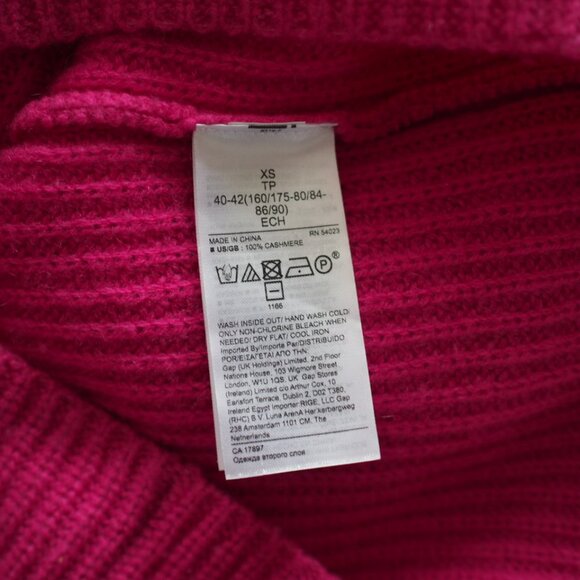 XS
TP
40-42(160/175-80/84-
86/90)
ECH
MADE IN CHINA RN 54023
■ US/GB : 100% CASHMERE
P ®
1166
WASH INSIDE OUT/ HAND WASH COLD/
ONLY NON-CHLORINE BLEACH WHEN
NEEDED/ DRY FLAT/ COOL IRON
Imported By/Importé Par/DISTRIBUIDO
POR/ΕΙΣΑΓΕΤΑΙ ΑΠΟ ΤΗΝ:
Gap (UK Holdings) Limited, 2nd Floor
Nations House, 103 Wigmore Street
London, W1U 1QS, UK. Gap Stores
(Ireland) Limited c/o Arthur Cox, 10
Earlsfort Terrace, Dublin 2, D02 T380,
Ireland Egypt Importer RIGE, LLC Gap
(RHC) B.V. Luna ArenA Herikerbergweg
238 Amsterdam 1101 CM, The
Netherlands
CA 17897
Одежда второго слоя